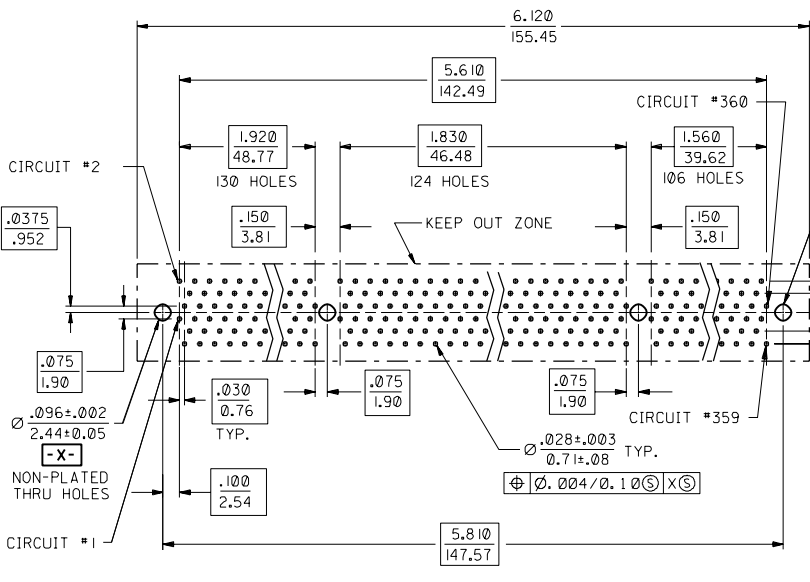 6.120
155.45
5.610
142.49
CIRCUIT #360
1.920
48.77
130 HOLES
1.830
46.48
124 HOLES
1.560
39.62
106 HOLES
CIRCUIT #2
.0375
.952
.150
3.81
KEEP OUT ZONE
.150
3.81
.075
1.90
.030
0.76
TYP.
.075
1.90
.075
1.90
CIRCUIT #359
Ø .096±.002
2.44±0.05
-X-
NON-PLATED
THRU HOLES
Ø .028±.003 TYP.
0.71±.08
⌖ Ø.004/0.10Ⓢ XⓈ
.100
2.54
CIRCUIT #1
5.810
147.57